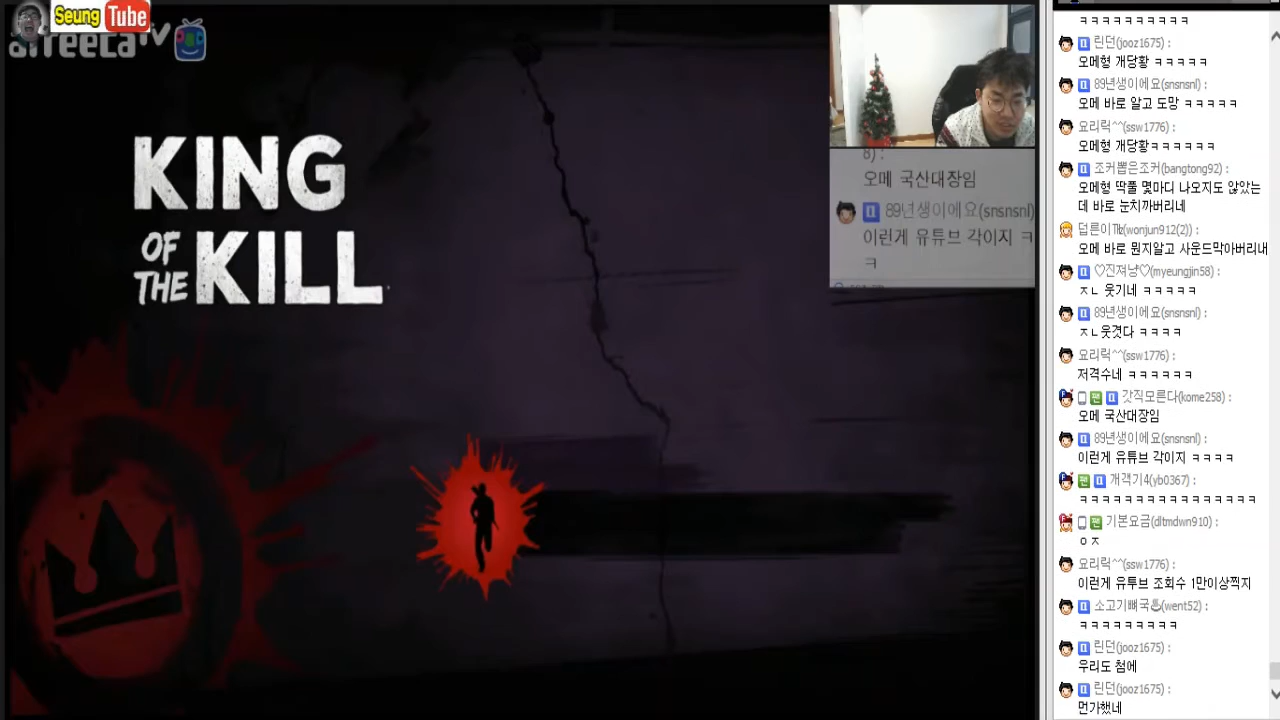 Seung Tube
afreecaTV
KING
OF THE KILL
8) :
오메 국산대장임
89년생이에요(snsnsnl)
이런게 유튜브 각이지 ㅋ
ㅋ
ㅋㅋㅋㅋㅋㅋㅋㅋㅋㅋ
린던(jooz1675) :
오메형 개당황 ㅋㅋㅋㅋㅋ
89년생이에요(snsnsnl) :
오메 바로 알고 도망 ㅋㅋㅋㅋㅋ
요리릭^^(ssw1776) :
오메형 개당황ㅋㅋㅋㅋㅋㅋ
조커뽑은조커(bangtong92) :
오메형 딱풀 몇마디 나오지도 않았는
데 바로 눈치까버리네
덥른이℡(wonjun912(2)) :
오메 바로 뭔지알고 사운드막아버리내
♡진져냥♡(myeungjin58) :
ㅈㄴ 웃기네 ㅋㅋㅋㅋㅋ
89년생이에요(snsnsnl) :
ㅈㄴ웃겻다 ㅋㅋㅋㅋ
요리릭^^(ssw1776) :
저격수네 ㅋㅋㅋㅋㅋㅋ
팬 갓직모른다(kome258) :
오메 국산대장임
89년생이에요(snsnsnl) :
이런게 유튜브 각이지 ㅋㅋㅋㅋ
팬 개객기4(yb0367) :
ㅋㅋㅋㅋㅋㅋㅋㅋㅋㅋㅋㅋㅋㅋㅋㅋ
팬 기본요금(dltmdwn910) :
ㅇㅈ
요리릭^^(ssw1776) :
이런게 유투브 조회수 1만이상찍지
소고기뼈국♨(went52) :
ㅋㅋㅋㅋㅋㅋㅋㅋㅋ
린던(jooz1675) :
우리도 첨에
린던(jooz1675) :
먼가했네